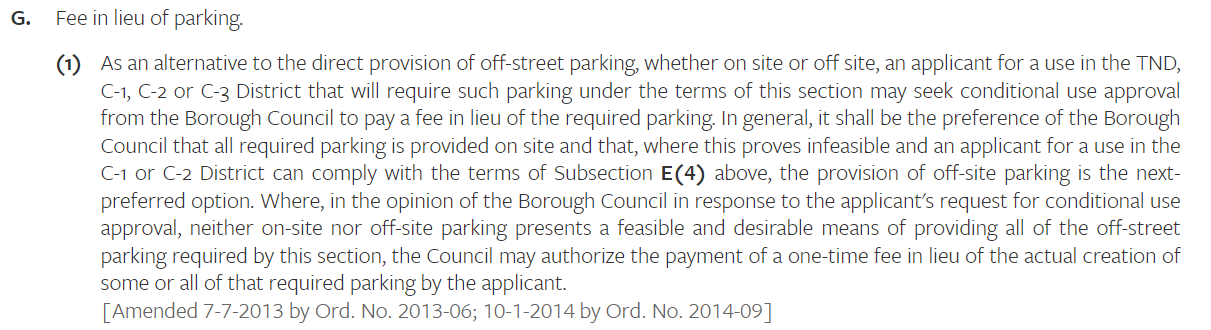 G. Fee in lieu of parking.
(1) As an alternative to the direct provision of off-street parking, whether on site or off site, an applicant for a use in the TND,
C-1, C-2 or C-3 District that will require such parking under the terms of this section may seek conditional use approval
from the Borough Council to pay a fee in lieu of the required parking. In general, it shall be the preference of the Borough
Council that all required parking is provided on site and that, where this proves infeasible and an applicant for a use in the
C-1 or C-2 District can comply with the terms of Subsection E(4) above, the provision of off-site parking is the next-
preferred option. Where, in the opinion of the Borough Council in response to the applicant's request for conditional use
approval, neither on-site nor off-site parking presents a feasible and desirable means of providing all of the off-street
parking required by this section, the Council may authorize the payment of a one-time fee in lieu of the actual creation of
some or all of that required parking by the applicant.
[Amended 7-7-2013 by Ord. No. 2013-06; 10-1-2014 by Ord. No. 2014-09]